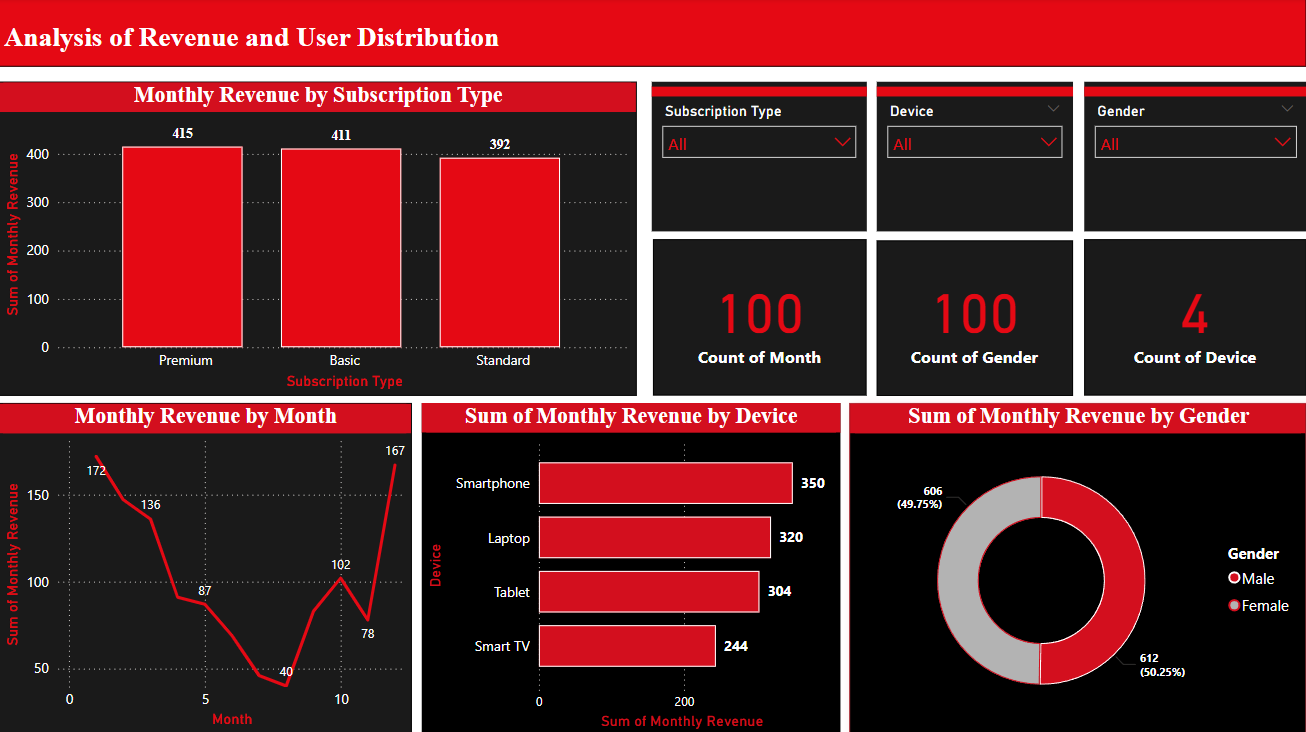 Analysis of Revenue and User Distribution
Monthly Revenue by Subscription Type
Sum of Monthly Revenue
400
300
200
100
0
415
411
392
Premium
Basic
Standard
Subscription Type
Subscription Type
All
Device
All
Gender
All
100
Count of Month
100
Count of Gender
4
Count of Device
Monthly Revenue by Month
Sum of Monthly Revenue
150
100
50
172
136
87
40
102
78
167
0
5
10
Month
Sum of Monthly Revenue by Device
Device
Smartphone
350
Laptop
320
Tablet
304
Smart TV
244
0
200
Sum of Monthly Revenue
Sum of Monthly Revenue by Gender
606
(49.75%)
612
(50.25%)
Gender
Male
Female